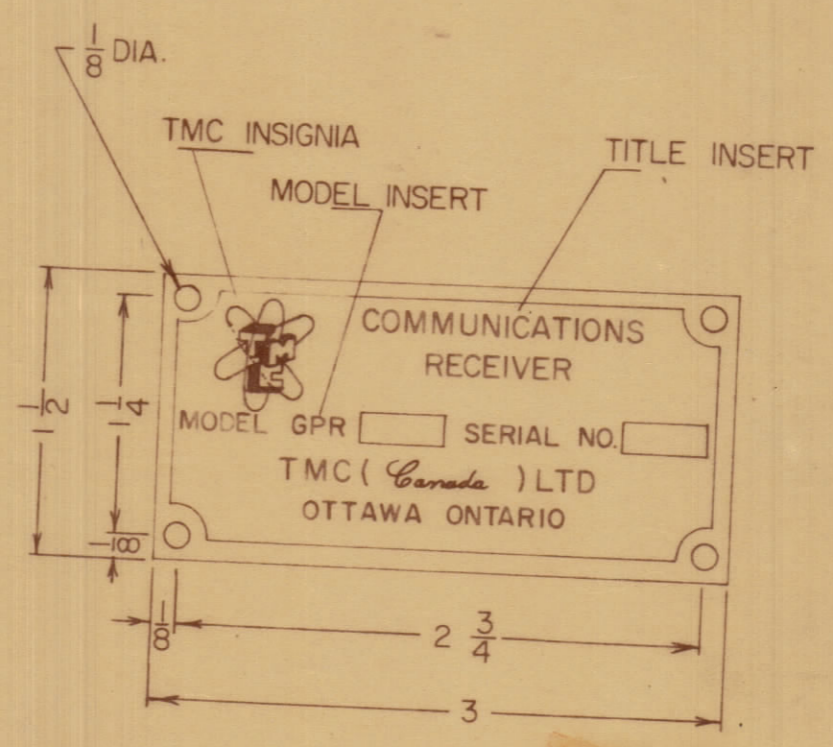 1/8 DIA.
TMC INSIGNIA
TITLE INSERT
MODEL INSERT
COMMUNICATIONS
RECEIVER
TMC
MODEL GPR SERIAL NO.
TMC ( Canada ) LTD
OTTAWA ONTARIO
1 1/2
1 1/4
1/8
1/8
2 3/4
3